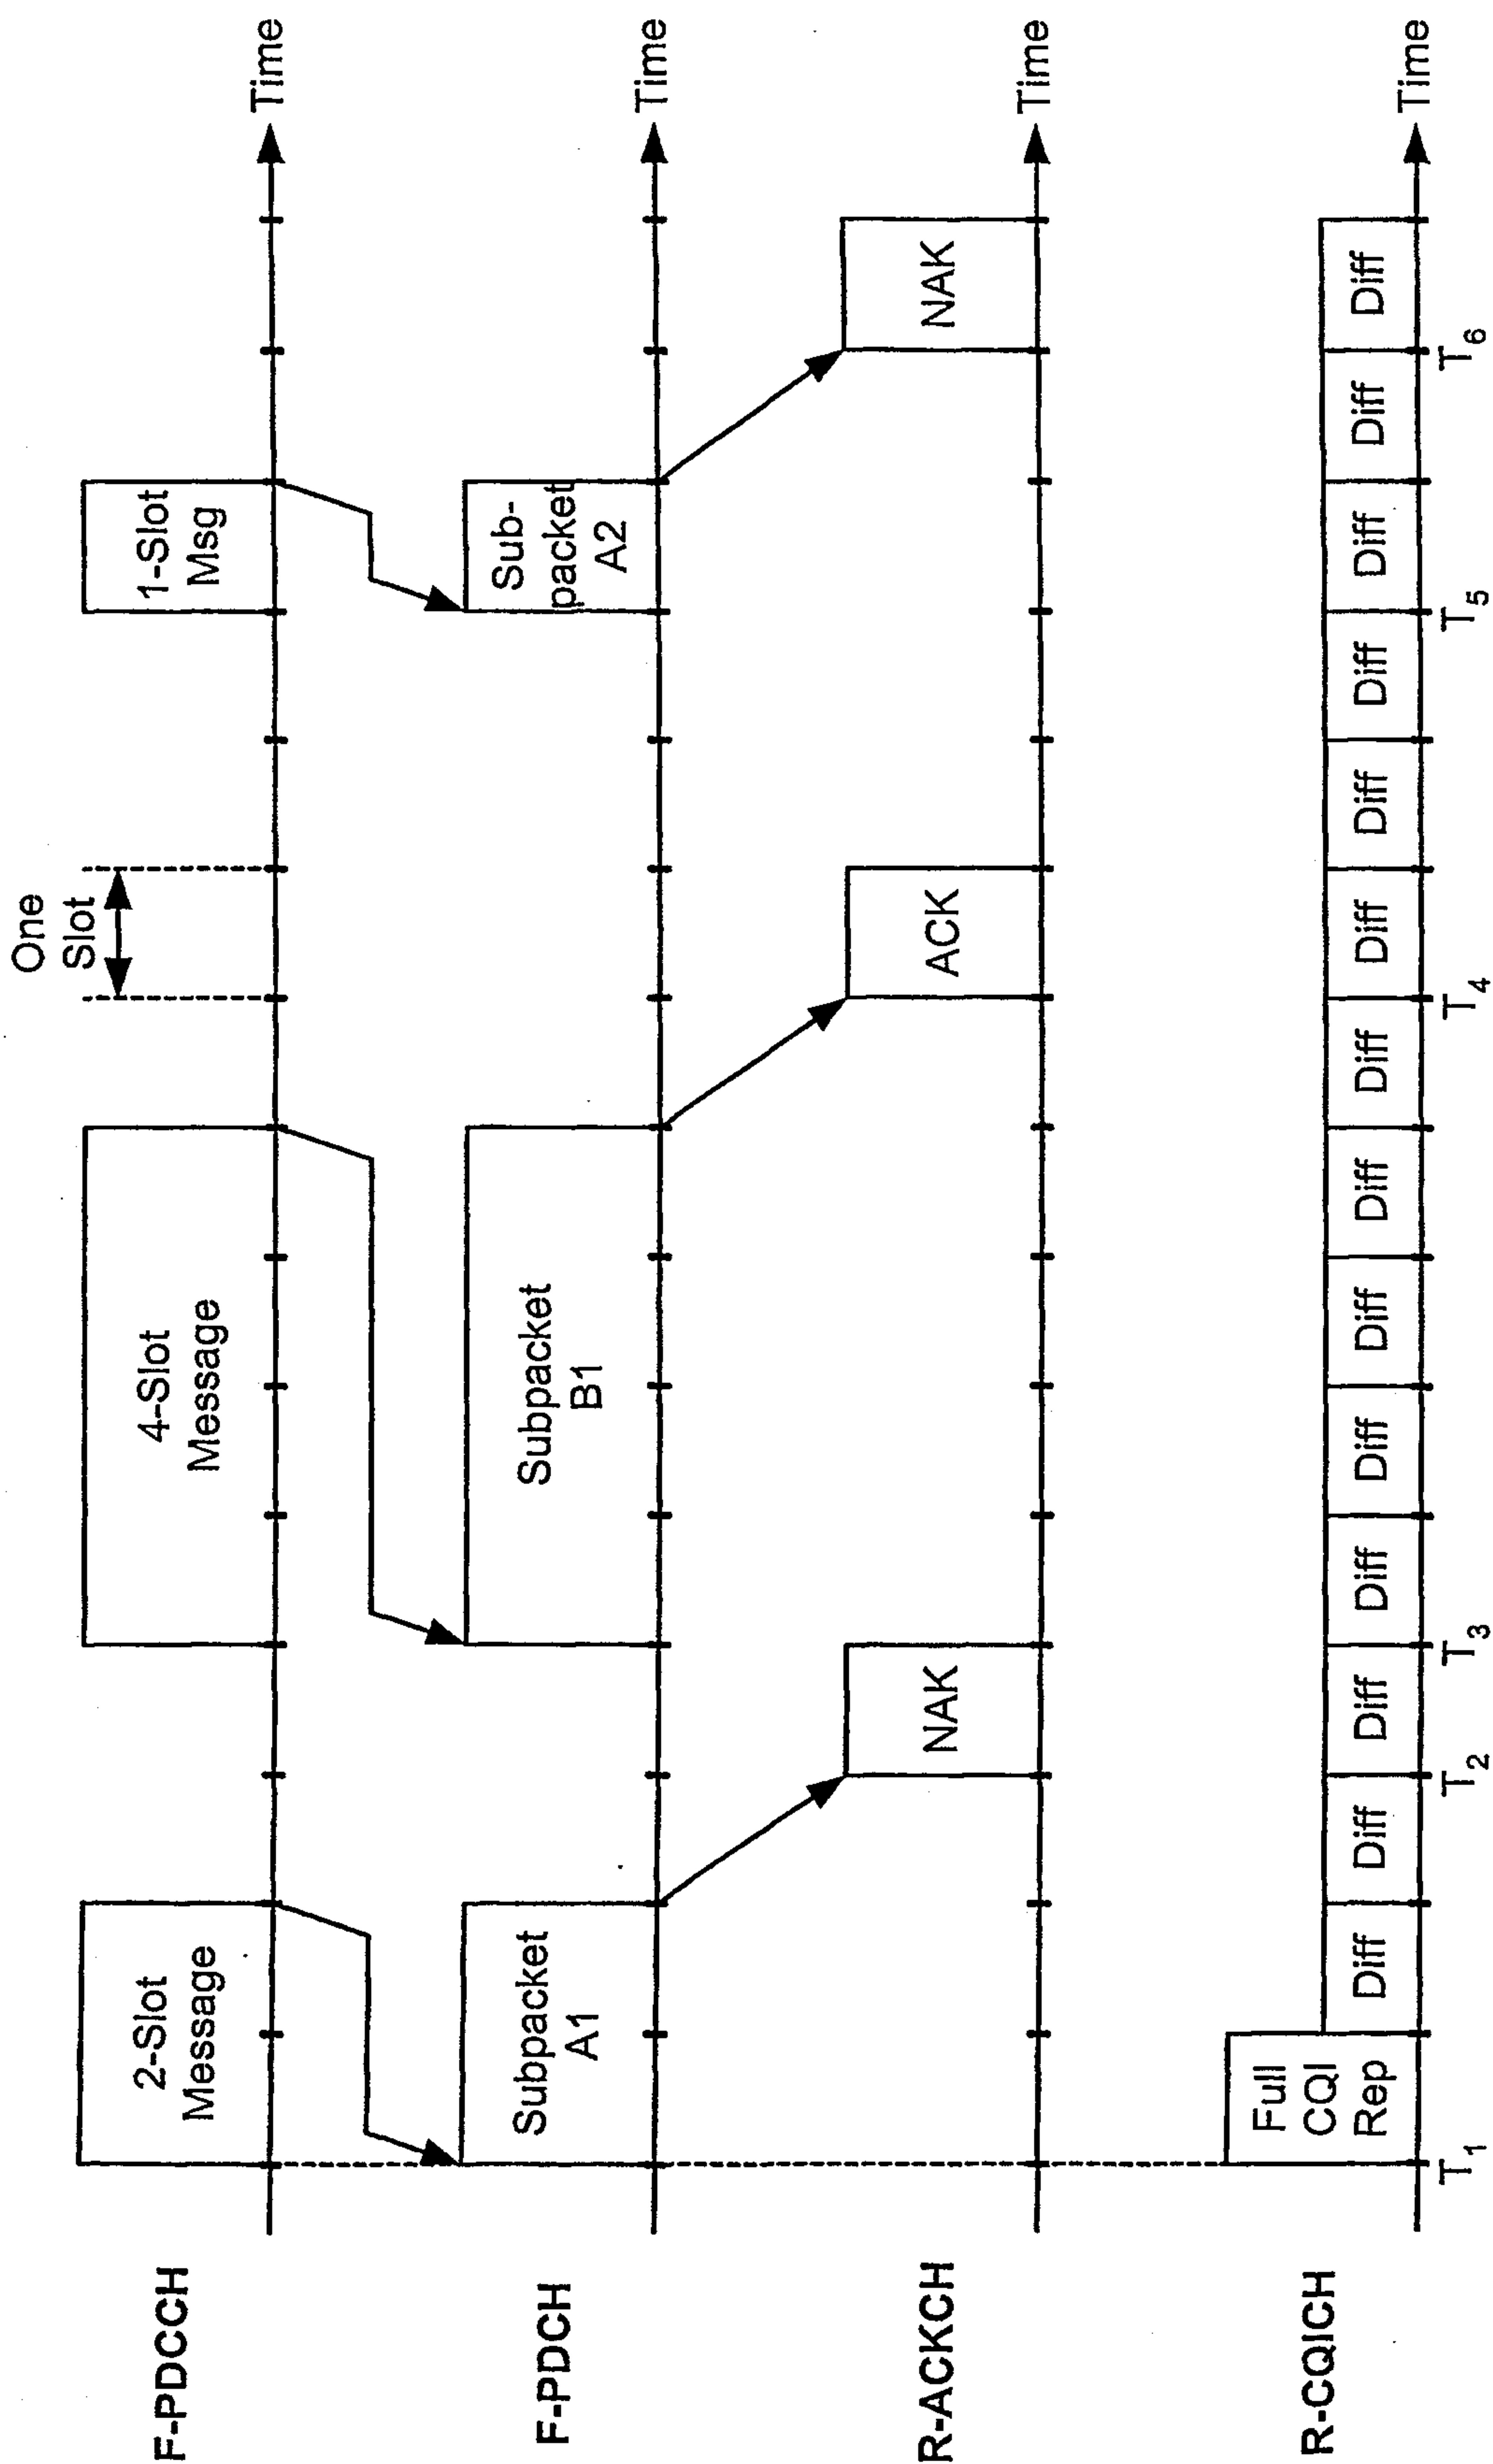 One
Slot
F-PDCCH
2-Slot
Message
4-Slot
Message
1-Slot
Msg
Time
F-PDCH
Subpacket
A1
Subpacket
B1
Sub-
packet
A2
Time
R-ACKCH
NAK
ACK
NAK
Time
R-CQICH
Full
CQI
Rep
Diff
Diff
Diff
Diff
Diff
Diff
Diff
Diff
Diff
Diff
Diff
Diff
Diff
Diff
Time
T1
T2
T3
T4
T5
T6